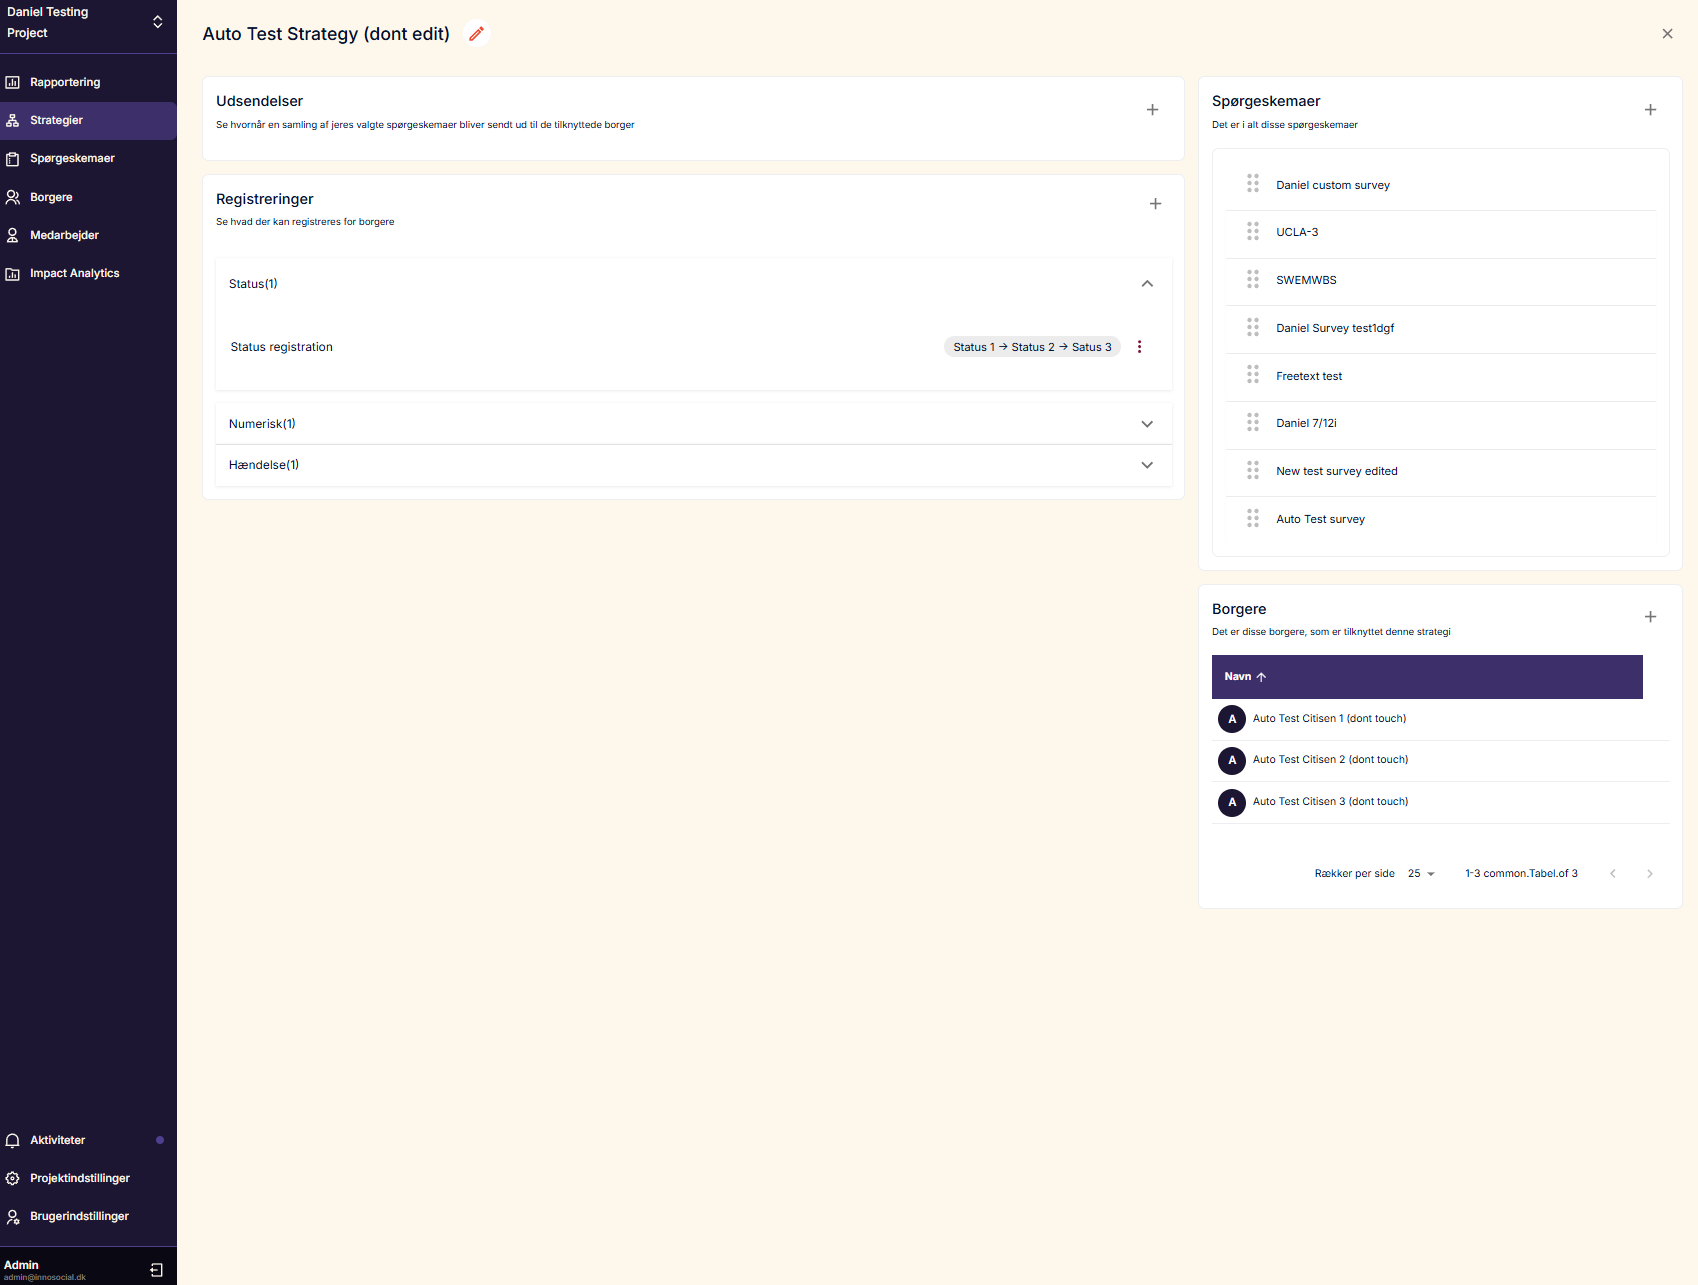 Daniel Testing
Project
Rapportering
Strategier
Spørgeskemaer
Borgere
Medarbejder
Impact Analytics
Aktiviteter
Projektindstillinger
Brugerindstillinger
Admin
admin@innosocial.dk
Auto Test Strategy (dont edit)
Udsendelser
Se hvornår en samling af jeres valgte spørgeskemaer bliver sendt ud til de tilknyttede borger
Registreringer
Se hvad der kan registreres for borgere
Status(1)
Status registration
Status 1 → Status 2 → Satus 3
Numerisk(1)
Hændelse(1)
Spørgeskemaer
Det er i alt disse spørgeskemaer
Daniel custom survey
UCLA-3
SWEMWBS
Daniel Survey test1dgf
Freetext test
Daniel 7/12i
New test survey edited
Auto Test survey
Borgere
Det er disse borgere, som er tilknyttet denne strategi
Navn
A Auto Test Citisen 1 (dont touch)
A Auto Test Citisen 2 (dont touch)
A Auto Test Citisen 3 (dont touch)
Rækker per side 25 1-3 common.Tabel.of 3